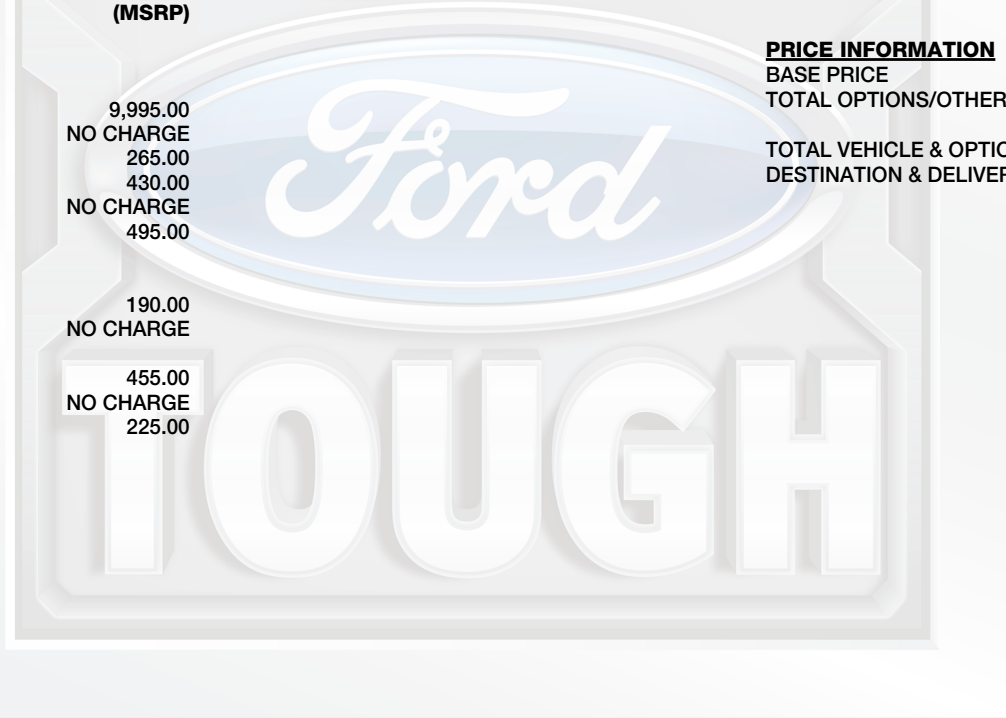 (MSRP)
9,995.00
NO CHARGE
265.00
430.00
NO CHARGE
495.00
190.00
NO CHARGE
455.00
NO CHARGE
225.00
PRICE INFORMATION
BASE PRICE
TOTAL OPTIONS/OTHER
TOTAL VEHICLE & OPTIO
DESTINATION & DELIVER
Ford
TOUGH